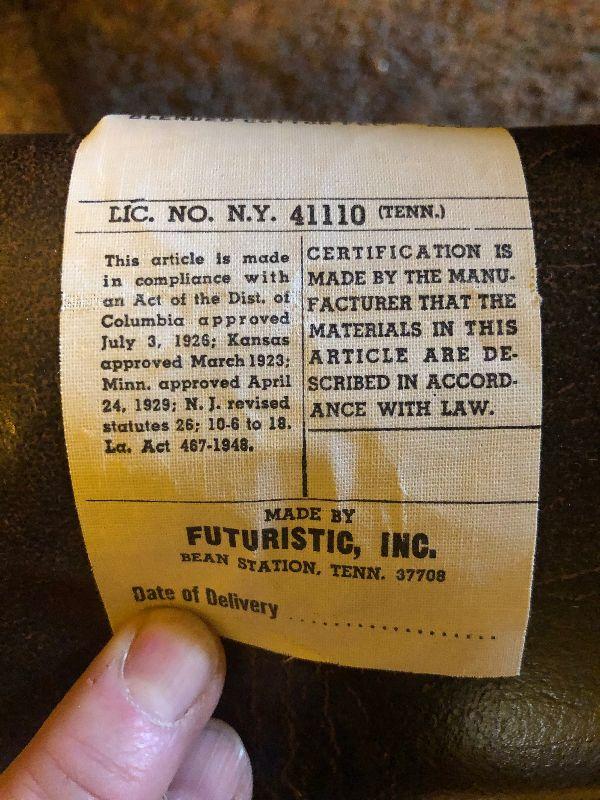 LIC. NO. N.Y. 41110 (TENN.)
This article is made
in compliance with
an Act of the Dist. of
Columbia approved
July 3, 1926; Kansas
approved March 1923;
Minn. approved April
24, 1929; N. J. revised
statutes 26; 10-6 to 18.
La. Act 467-1948.
CERTIFICATION IS
MADE BY THE MANU-
FACTURER THAT THE
MATERIALS IN THIS
ARTICLE ARE DE-
SCRIBED IN ACCORD-
ANCE WITH LAW.
MADE BY
FUTURISTIC, INC.
BEAN STATION, TENN. 37708
Date of Delivery ....................